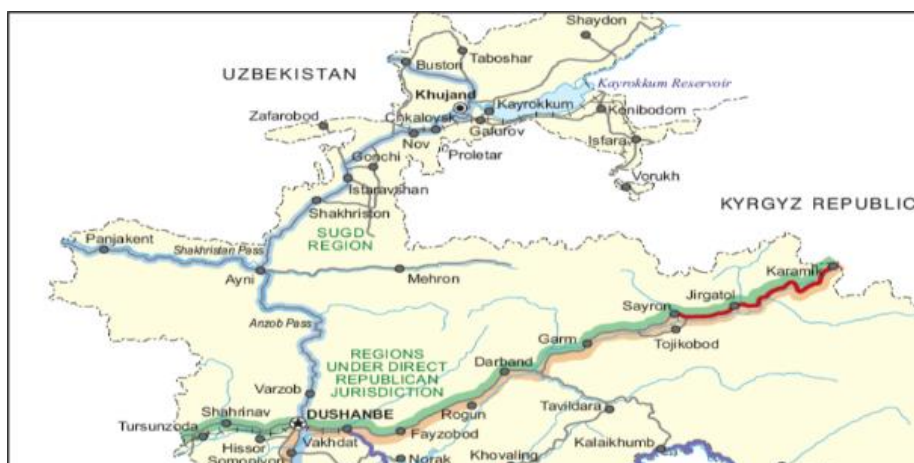 Shaydon
Buston
Taboshar
UZBEKISTAN
Kayrokkum Reservoir
Khujand
Kayrokkum
Konibodom
Zafarobod
Chkalovsk
Gafurov
Nov
Isfara
Proletar
Gonchi
Vorukh
Istaravshan
KYRGYZ REPUBLIC
Shakhriston
SUGD
REGION
Panjakent
Shakhristan Pass
Ayni
Mehron
Karamik
Jirgatol
Sayron
Anzob Pass
Garm
Tojikobod
REGIONS
UNDER DIRECT
REPUBLICAN
JURISDICTION
Darband
Varzob
Tavildara
Rogun
Shahrinav
DUSHANBE
Tursunzoda
Fayzobod
Hissor
Vakhdat
Kalaikhumb
Somoniyon
Norak
Khovaling